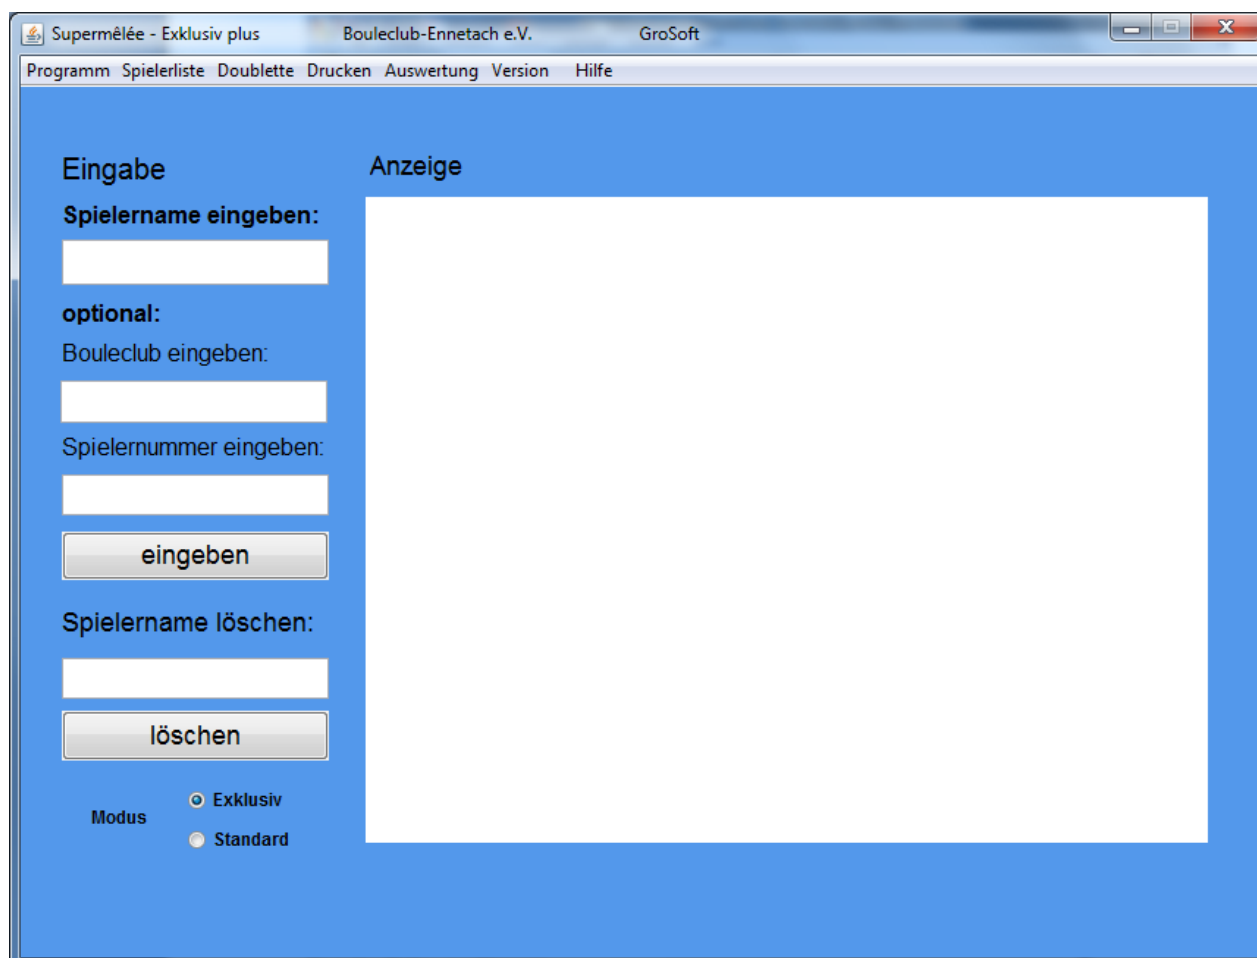 Supermêlée - Exklusiv plus Bouleclub-Ennetach e.V. GroSoft
Programm Spielerliste Doublette Drucken Auswertung Version Hilfe
Eingabe
Anzeige
Spielername eingeben:
optional:
Bouleclub eingeben:
Spielernummer eingeben:
eingeben
Spielername löschen:
löschen
Modus
Exklusiv
Standard